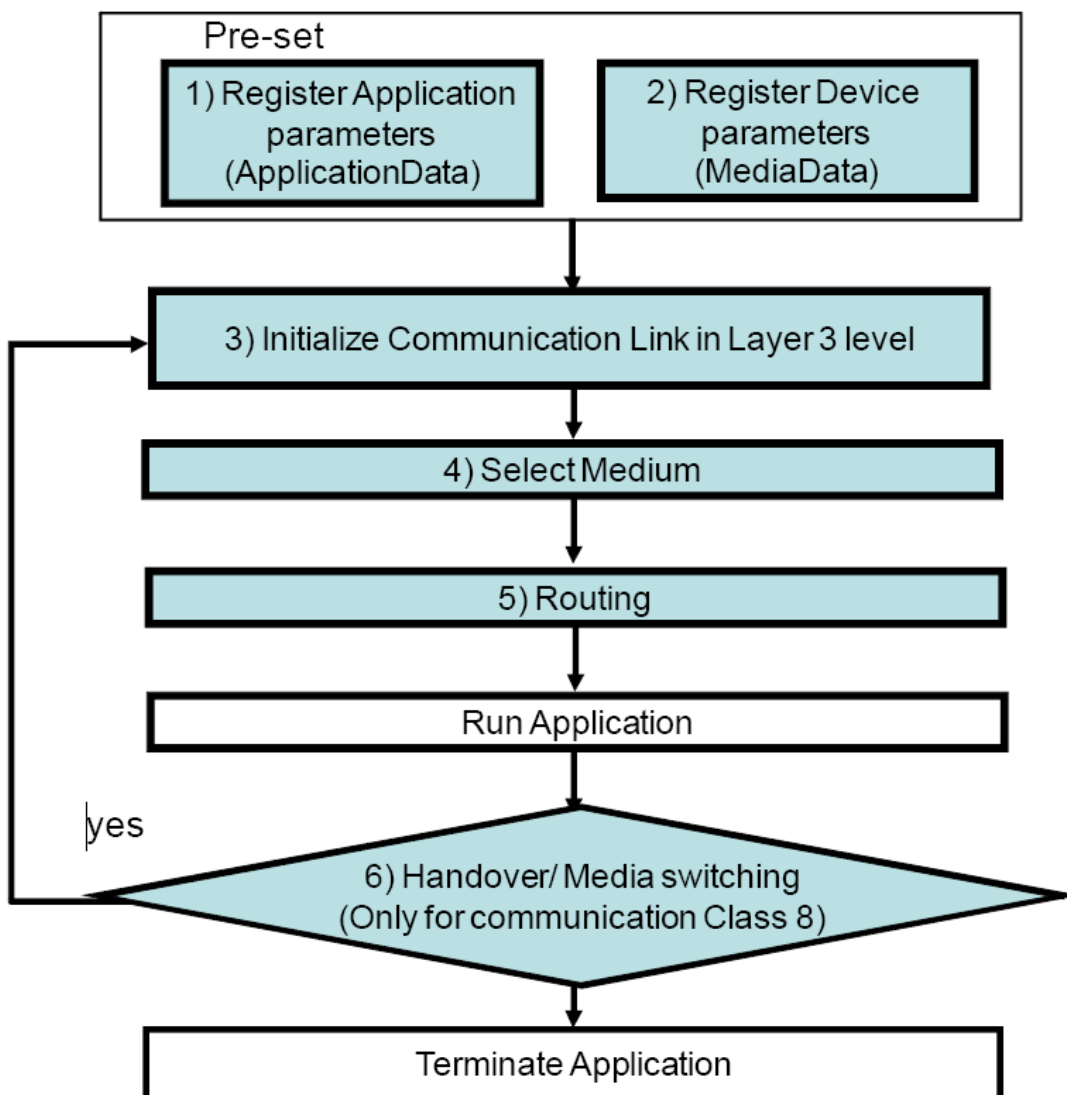 Pre-set
1) Register Application
parameters
(ApplicationData)
2) Register Device
parameters
(MediaData)
3) Initialize Communication Link in Layer 3 level
4) Select Medium
5) Routing
Run Application
yes
6) Handover/ Media switching
(Only for communication Class 8)
Terminate Application